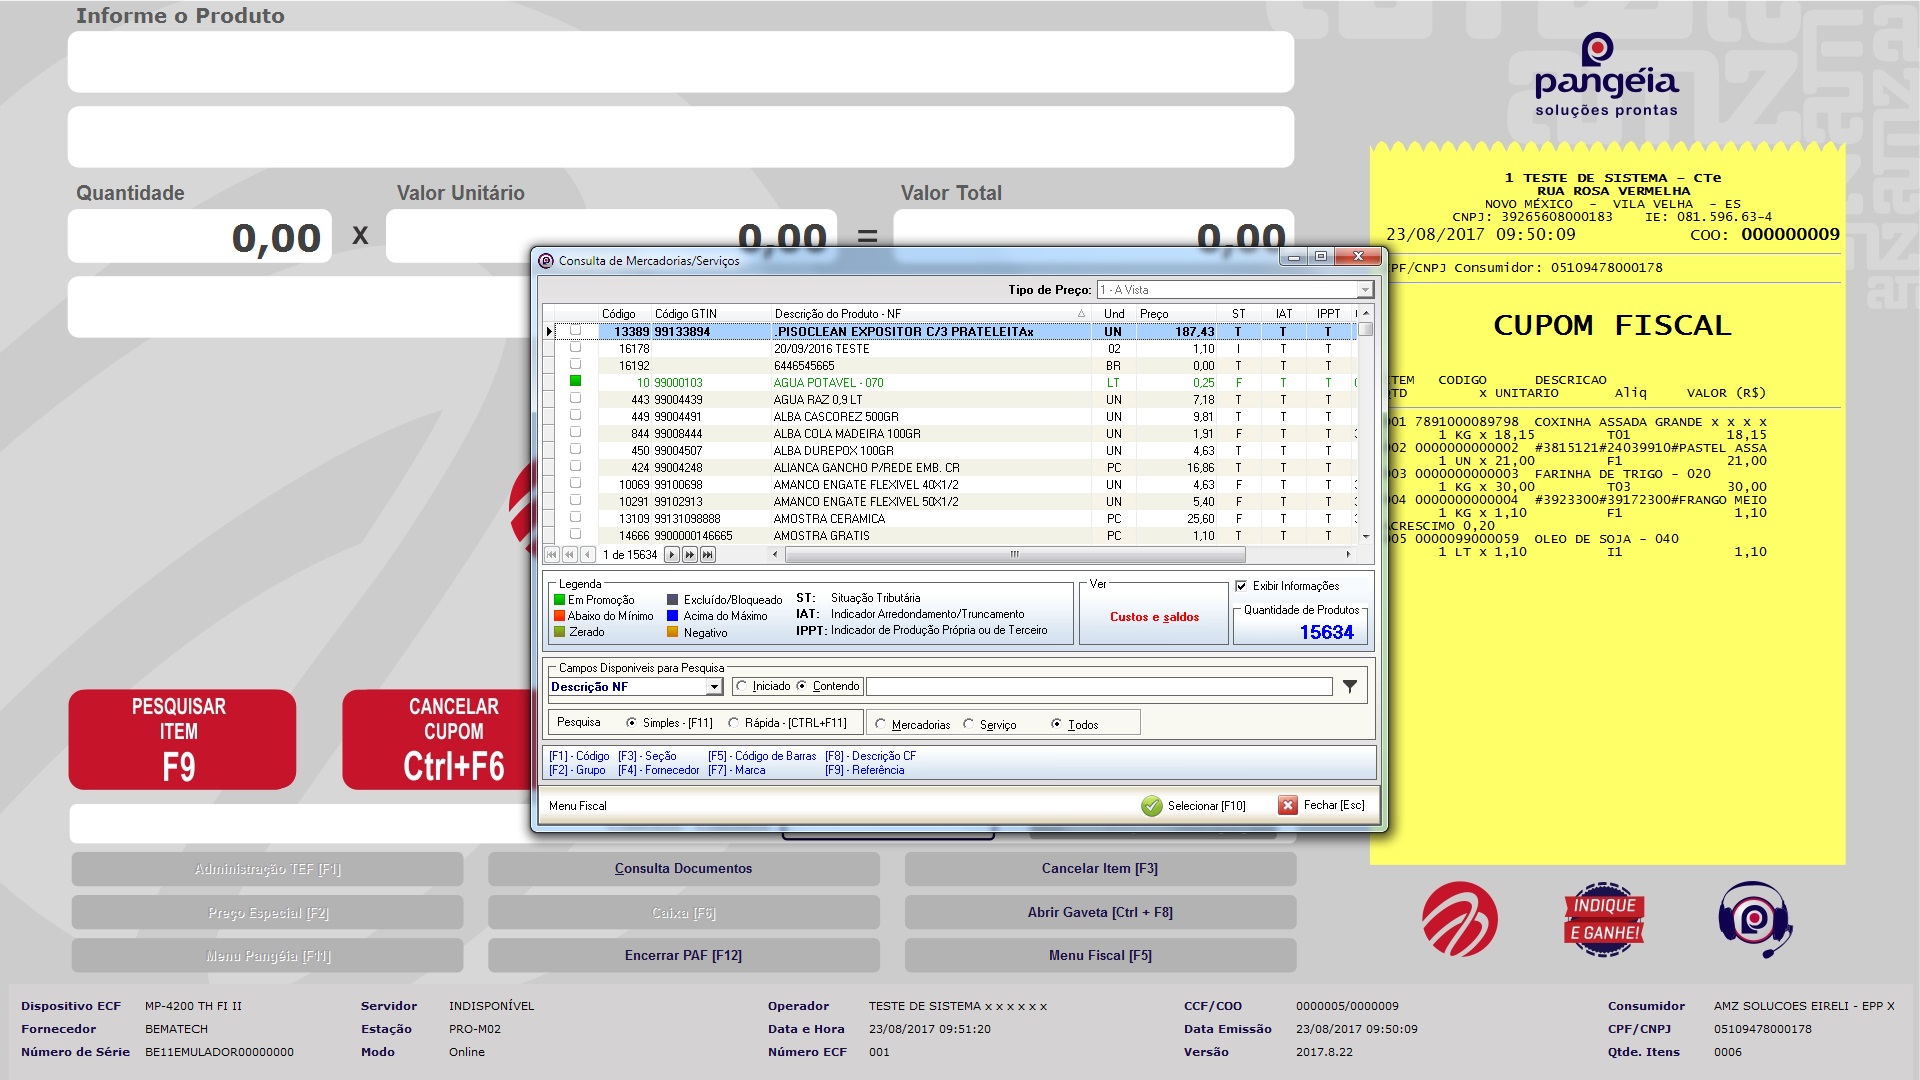 Informe o Produto
Quantidade
Valor Unitário
Valor Total
0,00
x
0,00
=
0,00
pangéia
soluções prontas
1 TESTE DE SISTEMA - CTe
RUA ROSA VERMELHA
NOVO MÉXICO - VILA VELHA - ES
CNPJ: 39265608000183 IE: 081.596.63-4
23/08/2017 09:50:09 COO: 000000009
PF/CNPJ Consumidor: 05109478000178
CUPOM FISCAL
TEM CODIGO DESCRICAO
TD x UNITARIO Aliq VALOR (R$)
001 7891000089798 COXINHA ASSADA GRANDE x x x x
1 KG x 18,15 T01 18,15
002 0000000000002 #3815121#24039910#PASTEL ASSA
1 UN x 21,00 F1 21,00
003 0000000000003 FARINHA DE TRIGO - 020
1 KG x 30,00 T03 30,00
004 0000000000004 #3923300#39172300#FRANGO MEIO
1 KG x 1,10 F1 1,10
ACRESCIMO 0,20
005 0000099000059 OLEO DE SOJA - 040
1 LT x 1,10 I1 1,10
Consulta de Mercadorias/Serviços
Tipo de Preço: 1 - A Vista
Código Código GTIN Descrição do Produto - NF Und Preço ST IAT IPPT
13389 99133894 .PISOCLEAN EXPOSITOR C/3 PRATELEITAx UN 187,43 T T T
16178 20/09/2016 TESTE 02 1,10 I T T
16192 6446545665 BR 0,00 T T T
10 99000103 AGUA POTAVEL - 070 LT 0,25 F T T
443 99004439 AGUA RAZ 0,9 LT UN 7,18 T T T
449 99004491 ALBA CASCOREZ 500GR UN 9,81 T T T
844 99008444 ALBA COLA MADEIRA 100GR UN 1,91 F T T
450 99004507 ALBA DUREPOX 100GR UN 4,63 T T T
424 99004248 ALIANCA GANCHO P/REDE EMB. CR PC 16,86 T T T
10069 99100698 AMANCO ENGATE FLEXIVEL 40X1/2 UN 4,63 F T T
10291 99102913 AMANCO ENGATE FLEXIVEL 50X1/2 UN 5,40 F T T
13109 99131098888 AMOSTRA CERAMICA PC 25,60 F T T
14666 9900000146665 AMOSTRA GRATIS PC 1,10 T T T
1 de 15634
Legenda
Em Promoção
Excluído/Bloqueado
ST: Situação Tributária
Abaixo do Mínimo
Acima do Máximo
IAT: Indicador Arredondamento/Truncamento
Zerado
Negativo
IPPT: Indicador de Produção Própria ou de Terceiro
Ver
Custos e saldos
Exibir Informações
Quantidade de Produtos
15634
Campos Disponiveis para Pesquisa
Descrição NF
Iniciado
Contendo
Pesquisa
Simples - [F11]
Rápida - [CTRL+F11]
Mercadorias
Serviço
Todos
[F1] - Código [F3] - Seção [F5] - Código de Barras [F8] - Descrição CF
[F2] - Grupo [F4] - Fornecedor [F7] - Marca [F9] - Referência
Menu Fiscal
Selecionar [F10]
Fechar [Esc]
PESQUISAR
ITEM
F9
CANCELAR
CUPOM
Ctrl+F6
Administração TEF [F1]
Consulta Documentos
Cancelar Item [F3]
Preço Especial [F2]
Caixa [F6]
Abrir Gaveta [Ctrl + F8]
Menu Pangéia [F11]
Encerrar PAF [F12]
Menu Fiscal [F5]
INDIQUE
E GANHE!
Dispositivo ECF MP-4200 TH FI II Servidor INDISPONÍVEL Operador TESTE DE SISTEMA x x x x x x CCF/COO 0000005/0000009 Consumidor AMZ SOLUCOES EIRELI - EPP X
Fornecedor BEMATECH Estação PRO-M02 Data e Hora 23/08/2017 09:51:20 Data Emissão 23/08/2017 09:50:09 CPF/CNPJ 05109478000178
Número de Série BE11EMULADOR00000000 Modo Online Número ECF 001 Versão 2017.8.22 Qtde. Itens 0006